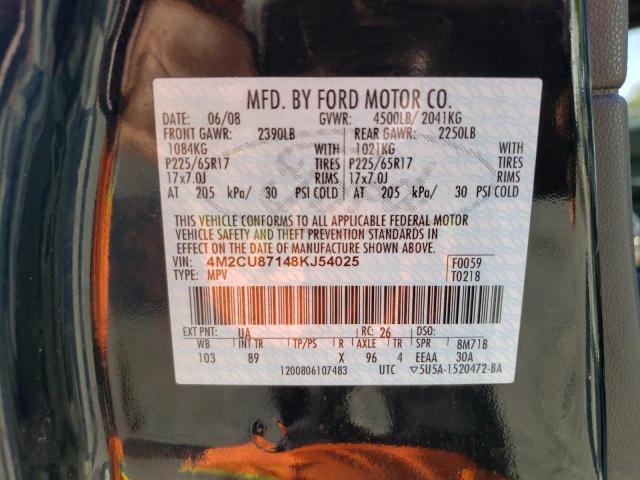 MFD. BY FORD MOTOR CO.
DATE: 06/08 GVWR: 4500LB/ 2041KG
FRONT GAWR: 2390LB REAR GAWR: 2250LB
1084KG WITH 1021KG WITH
P225/65R17 TIRES P225/65R17 TIRES
17x7.0J RIMS 17x7.0J RIMS
AT 205 kPa/ 30 PSI COLD AT 205 kPa/ 30 PSI COLD
THIS VEHICLE CONFORMS TO ALL APPLICABLE FEDERAL MOTOR
VEHICLE SAFETY AND THEFT PREVENTION STANDARDS IN
EFFECT ON THE DATE OF MANUFACTURE SHOWN ABOVE.
VIN: 4M2CU87148KJ54025 F0059
TYPE: MPV T0218
EXT PNT: UA RC: 26 DSO:
WB INT TR TP/PS R AXLE TR SPR 8M71B
103 89 X 96 4 EEAA 30A
1200806107483 UTC ▽5U5A-1520472-BA